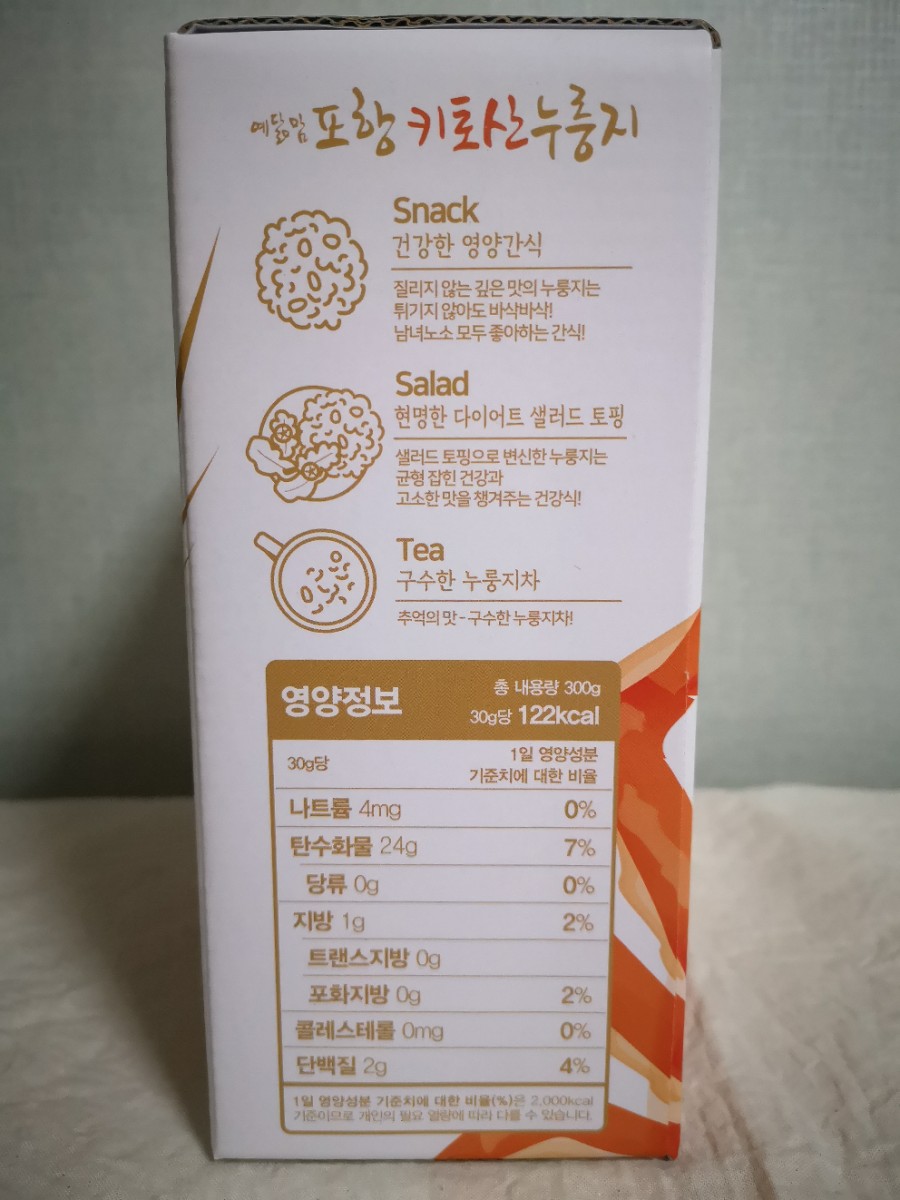 예닮맘 포항 키토산 누룽지
Snack
건강한 영양간식
질리지 않는 깊은 맛의 누룽지는
튀기지 않아도 바삭바삭!
남녀노소 모두 좋아하는 간식!
Salad
현명한 다이어트 샐러드 토핑
샐러드 토핑으로 변신한 누룽지는
균형 잡힌 건강과
고소한 맛을 챙겨주는 건강식!
Tea
구수한 누룽지차
추억의 맛 - 구수한 누룽지차!
영양정보
총 내용량 300g
30g당 122kcal
30g당
1일 영양성분
기준치에 대한 비율
나트륨 4mg 0%
탄수화물 24g 7%
당류 0g 0%
지방 1g 2%
트랜스지방 0g
포화지방 0g 2%
콜레스테롤 0mg 0%
단백질 2g 4%
1일 영양성분 기준치에 대한 비율(%)은 2,000kcal
기준이므로 개인의 필요 열량에 따라 다를 수 있습니다.